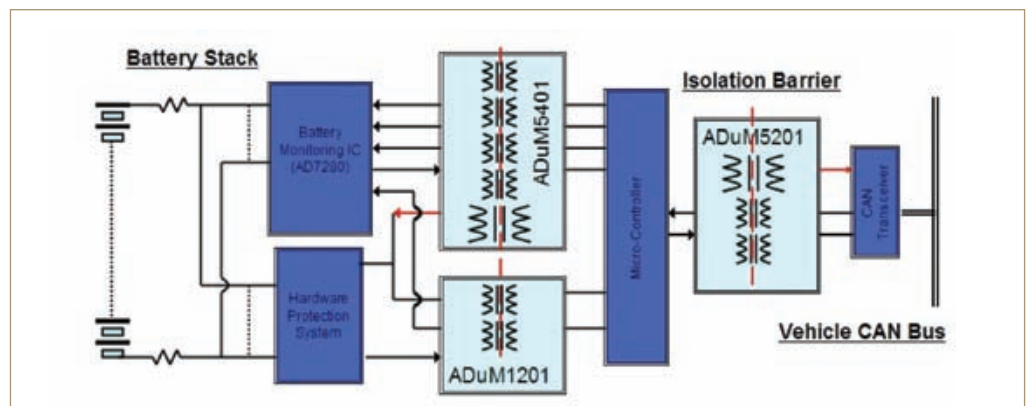 Battery Stack
Battery
Monitoring IC
(AD7280)
ADuM5401
Isolation Barrier
ADuM5201
Micro-Controller
CAN
Transceiver
Hardware
Protection
System
ADuM1201
Vehicle CAN Bus